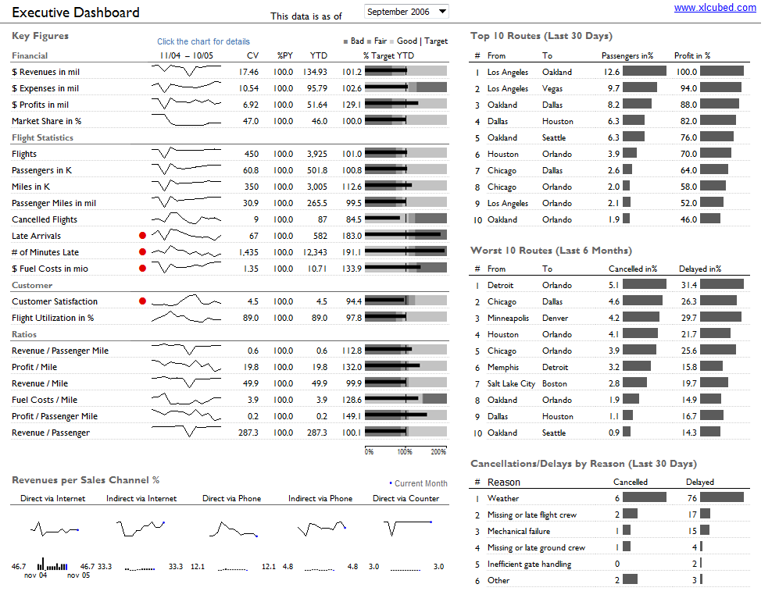 Executive Dashboard
This data is as of
September 2006
www.xlcubed.com
Key Figures
Click the chart for details
Bad Fair Good | Target
Financial 11/04 – 10/05 CV %PY YTD % Target YTD
$ Revenues in mil 17.46 100.0 134.93 101.2
$ Expenses in mil 10.54 100.0 95.79 102.6
$ Profits in mil 6.92 100.0 51.64 129.1
Market Share in % 47.0 100.0 46.0 100.0
Flight Statistics
Flights 450 100.0 3,925 101.0
Passengers in K 60.8 100.0 501.8 100.8
Miles in K 350 100.0 3,005 112.6
Passenger Miles in mil 30.9 100.0 265.5 99.5
Cancelled Flights 9 100.0 87 84.5
Late Arrivals 67 100.0 582 183.0
# of Minutes Late 1,435 100.0 12,343 191.1
$ Fuel Costs in mio 1.35 100.0 10.71 133.9
Customer
Customer Satisfaction 4.5 100.0 4.5 94.4
Flight Utilization in % 89.0 100.0 89.0 97.8
Ratios
Revenue / Passenger Mile 0.6 100.0 0.6 112.8
Profit / Mile 19.8 100.0 19.8 132.0
Revenue / Mile 49.9 100.0 49.9 99.9
Fuel Costs / Mile 3.9 100.0 3.9 128.6
Profit / Passenger Mile 0.2 100.0 0.2 149.1
Revenue / Passenger 287.3 100.0 287.3 100.1
0% 100% 200%
Revenues per Sales Channel %
Current Month
Direct via Internet Indirect via Internet Direct via Phone Indirect via Phone Direct via Counter
46.7 46.7 33.3 33.3 12.1 12.1 4.8 4.8 3.0 3.0
nov 04 nov 05
Top 10 Routes (Last 30 Days)
# From To Passengers in% Profit in %
1 Los Angeles Oakland 12.6 100.0
2 Los Angeles Vegas 9.7 94.0
3 Oakland Dallas 8.2 88.0
4 Dallas Houston 6.3 82.0
5 Oakland Seattle 6.3 76.0
6 Houston Orlando 3.9 70.0
7 Chicago Dallas 2.6 64.0
8 Chicago Orlando 2.0 58.0
9 Los Angeles Orlando 2.1 52.0
10 Oakland Orlando 1.9 46.0
Worst 10 Routes (Last 6 Months)
# From To Cancelled in% Delayed in%
1 Detroit Orlando 5.1 31.4
2 Chicago Dallas 4.6 26.3
3 Minneapolis Denver 4.2 29.7
4 Houston Orlando 4.1 21.7
5 Chicago Orlando 3.9 25.6
6 Memphis Detroit 3.2 15.8
7 Salt Lake City Boston 2.8 19.7
8 Oakland Orlando 1.9 14.9
9 Dallas Houston 1.1 16.7
10 Oakland Seattle 0.9 14.3
Cancellations/Delays by Reason (Last 30 Days)
# Reason Cancelled Delayed
1 Weather 6 76
2 Missing or late flight crew 2 17
3 Mechanical failure 1 15
4 Missing or late ground crew 1 4
5 Inefficient gate handling 0 2
6 Other 2 3